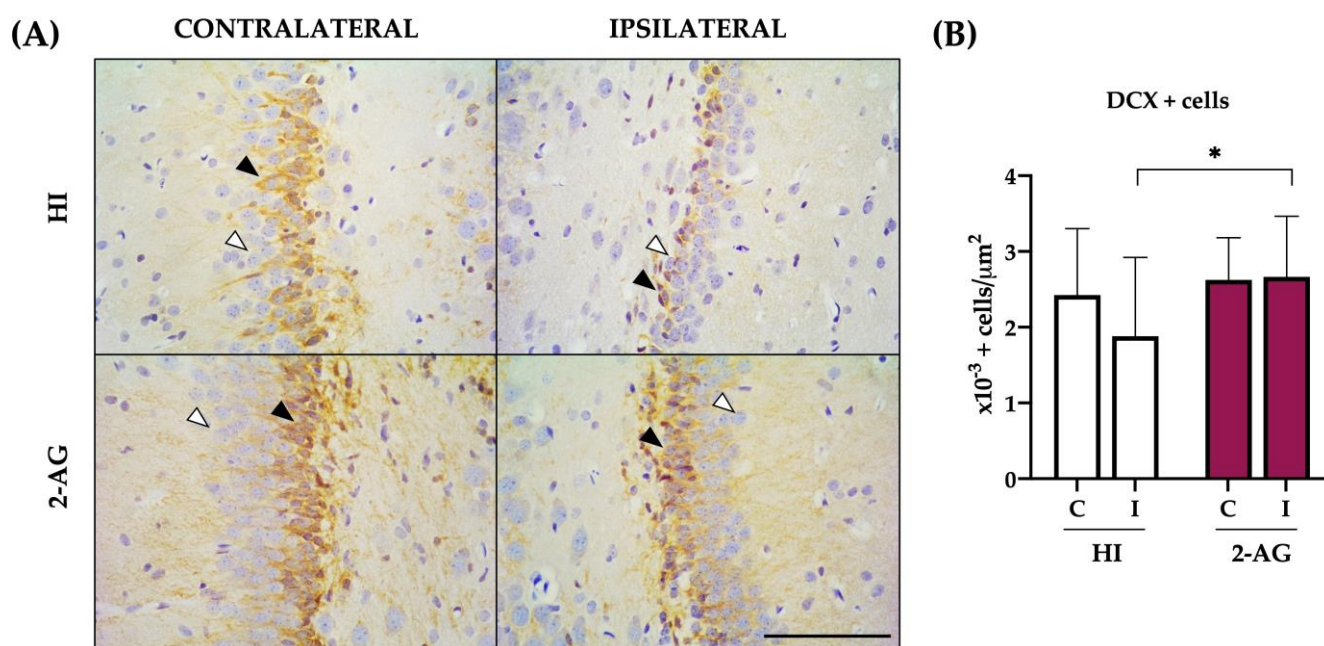 (A)
CONTRALATERAL
IPSILATERAL
HI
2-AG
(B)
DCX + cells
*
4
3
2
1
0
x10⁻³ + cells/µm²
C
I
C
I
HI
2-AG